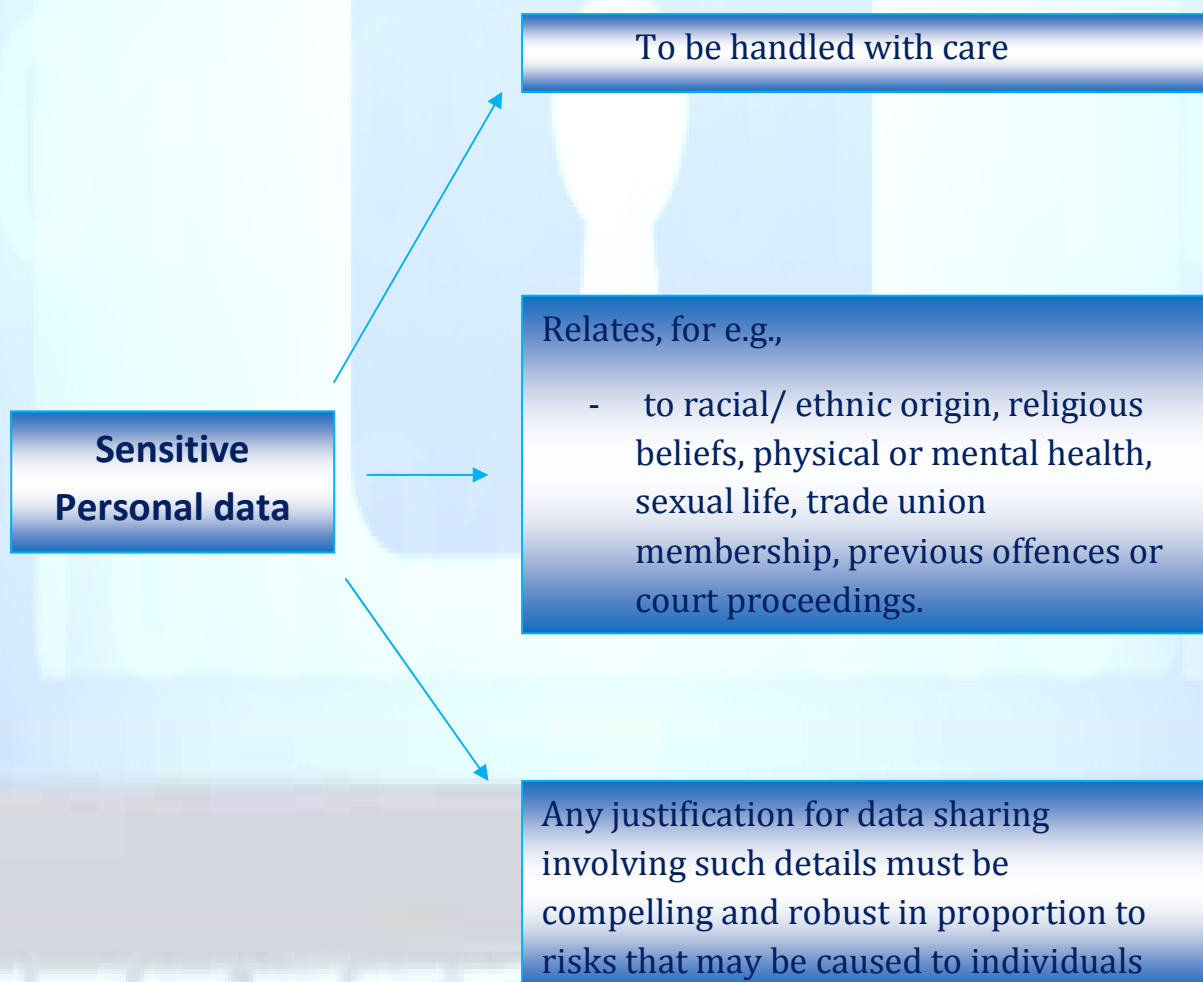 To be handled with care
Relates, for e.g.,
- to racial/ ethnic origin, religious
beliefs, physical or mental health,
sexual life, trade union
membership, previous offences or
court proceedings.
Sensitive
Personal data
Any justification for data sharing
involving such details must be
compelling and robust in proportion to
risks that may be caused to individuals